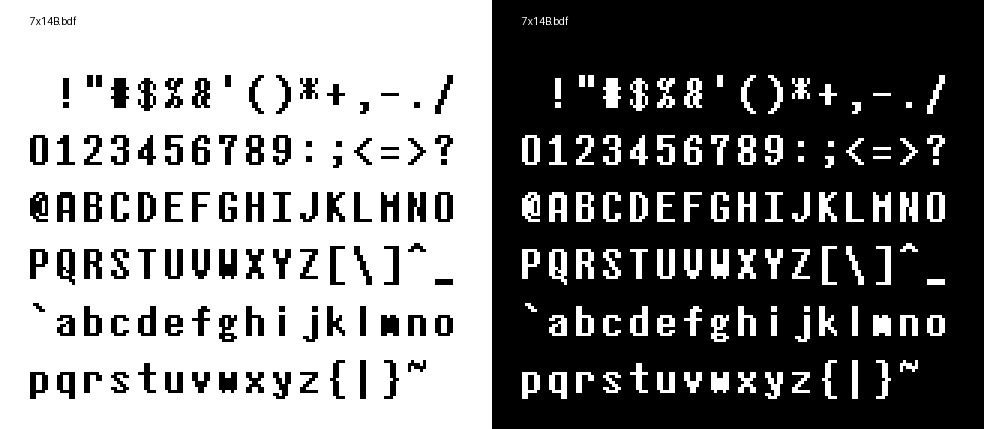 7x14B.bdf
!"#$%&'()*+,-./
0123456789:;<=>?
@ABCDEFGHIJKLMNO
PQRSTUVWXYZ[\]^_
`abcdefghijklmno
pqrstuvwxyz{|}~
7x14B.bdf
!"#$%&'()*+,-./
0123456789:;<=>?
@ABCDEFGHIJKLMNO
PQRSTUVWXYZ[\]^_
`abcdefghijklmno
pqrstuvwxyz{|}~